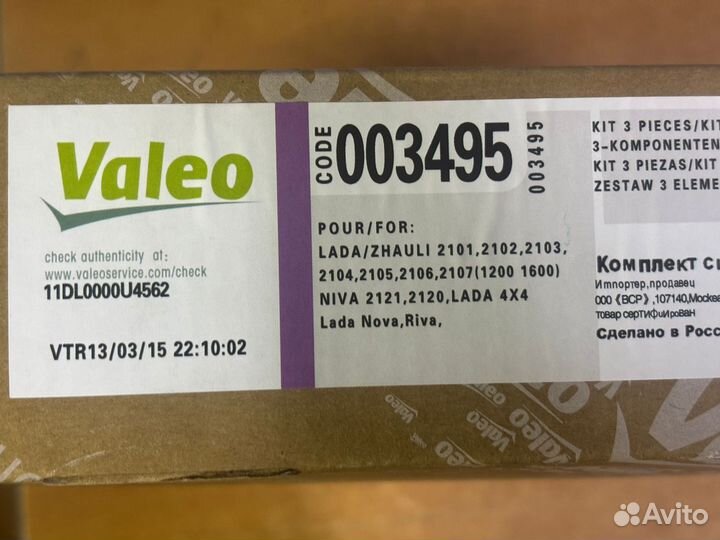 Valeo
check authenticity at:
www.valeoservice.com/check
11DL0000U4562
VTR13/03/15 22:10:02
CODE
003495
003495
POUR/FOR:
LADA/ZHAULI 2101,2102,2103,
2104,2105,2106,2107(1200 1600)
NIVA 2121,2120,LADA 4X4
Lada Nova,Riva,
KIT 3 PIECES/KIT
3-KOMPONENTEN
KIT 3 PIEZAS/KIT
ZESTAW 3 ELEME
Комплект
Импортер,продавец
ООО 《ВСР》,107140,Москва
товар сертифицирован
Сделано в Росс
Valeo
Valeo
Valeo
Avito